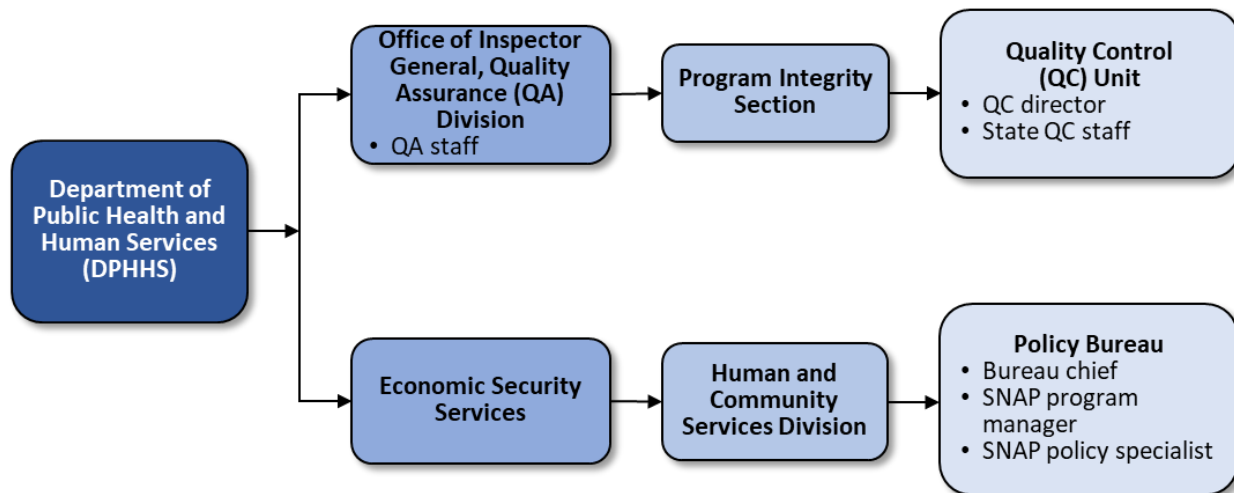 Department of
Public Health and
Human Services
(DPHHS)
Office of Inspector
General, Quality
Assurance (QA)
Division
• QA staff
Program Integrity
Section
Quality Control
(QC) Unit
• QC director
• State QC staff
Economic Security
Services
Human and
Community
Services Division
Policy Bureau
• Bureau chief
• SNAP program
manager
• SNAP policy specialist